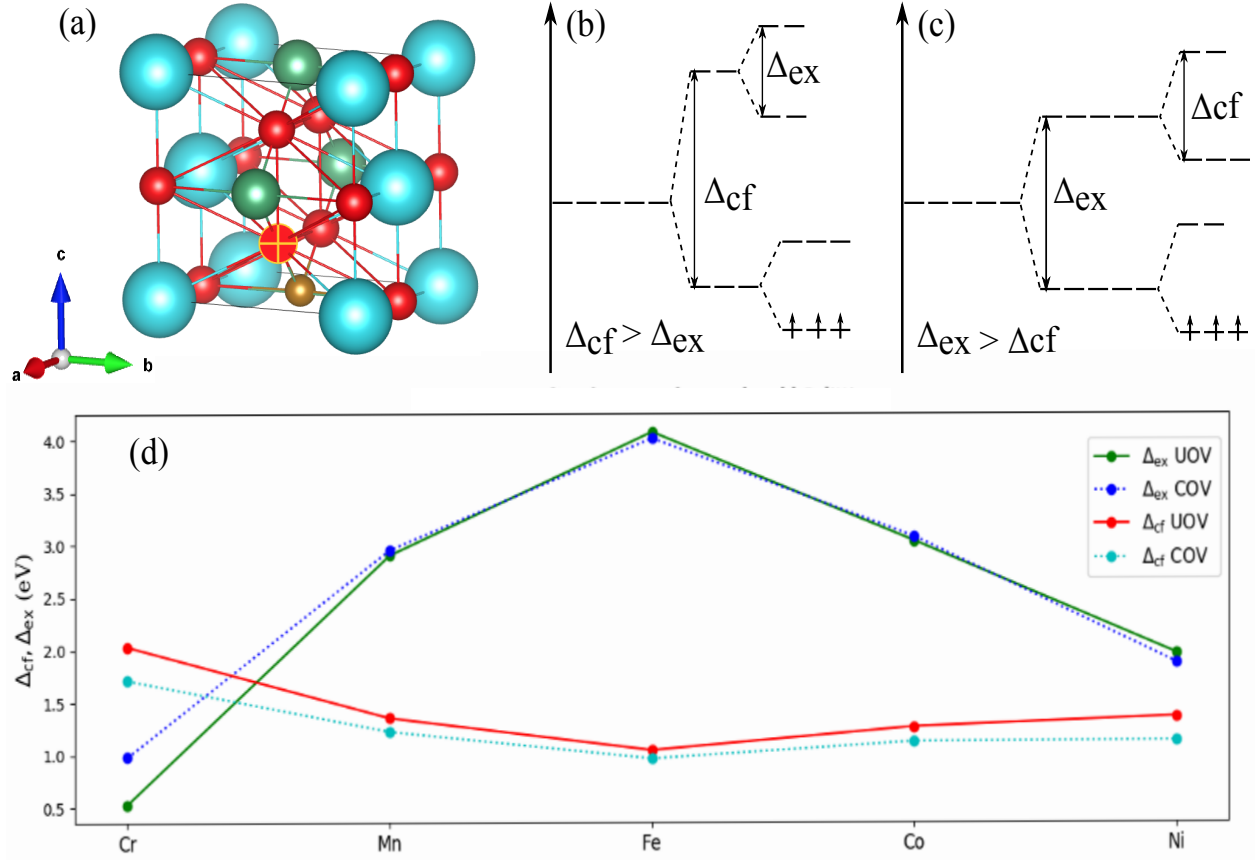 (a)
c
a
b
(b)
Δex
Δcf
Δcf > Δex
(c)
Δcf
Δex
Δex > Δcf
(d)
Δcf, Δex (eV)
4.0
3.5
3.0
2.5
2.0
1.5
1.0
0.5
Δex UOV
Δex COV
Δcf UOV
Δcf COV
Cr Mn Fe Co Ni